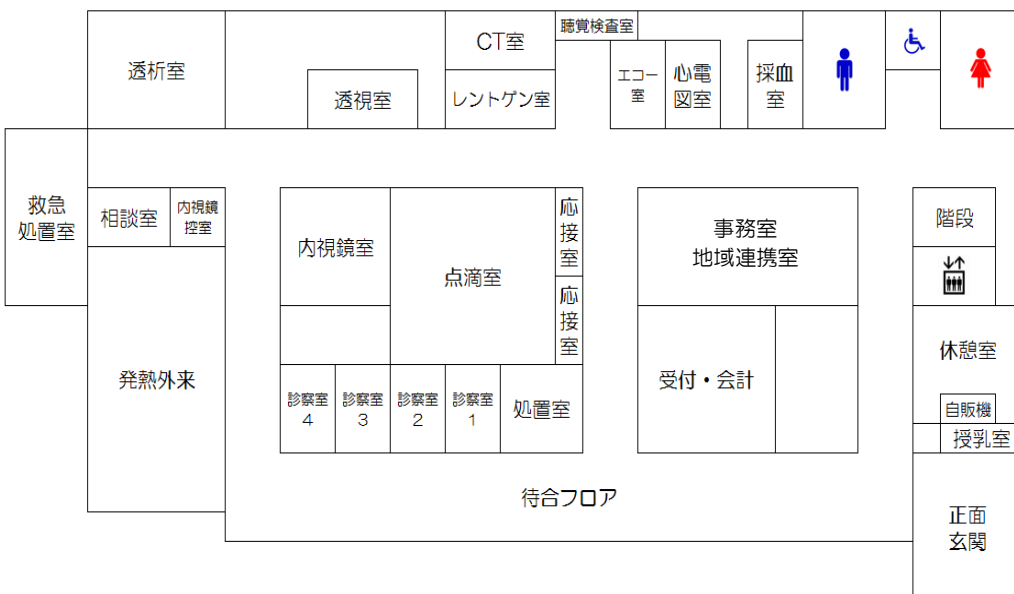 透析室
透視室
CT室
レントゲン室
聴覚検査室
エコー
室
心電
図室
採血
室
救急
処置室
相談室
内視鏡
控室
内視鏡室
点滴室
応
接
室
応
接
室
事務室
地域連携室
階段
発熱外来
診察室
4
診察室
3
診察室
2
診察室
1
処置室
受付・会計
休憩室
自販機
授乳室
待合フロア
正面
玄関